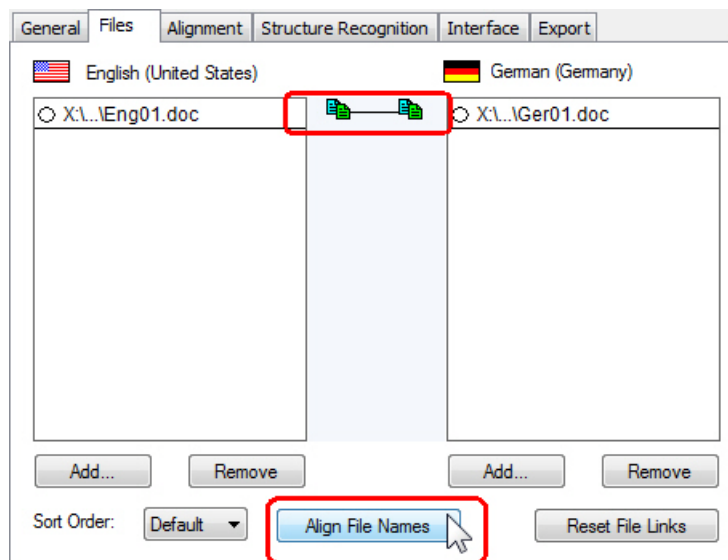 General Files Alignment Structure Recognition Interface Export
English (United States) German (Germany)
X:\...\Eng01.doc X:\...\Ger01.doc
Add... Remove Add... Remove
Sort Order: Default Align File Names Reset File Links